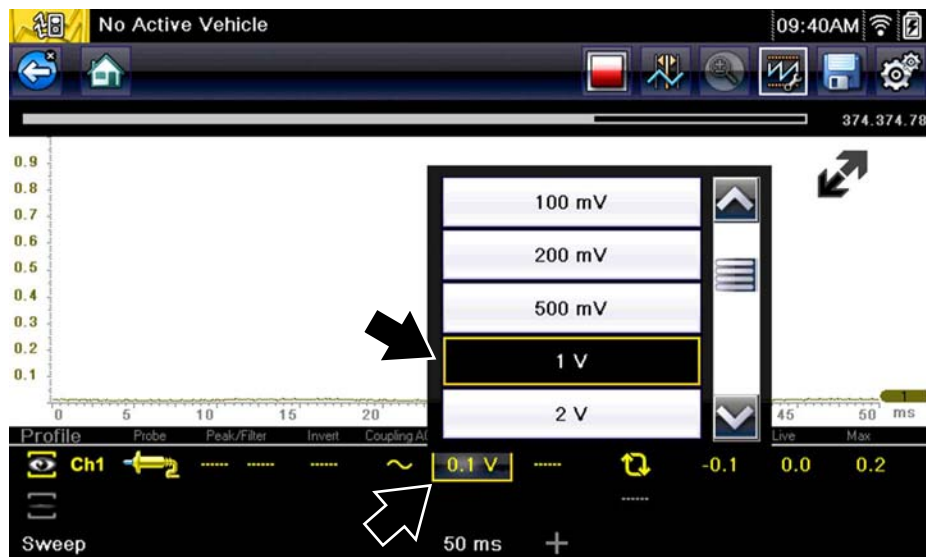 No Active Vehicle 09:40AM
374.374.78
0.9
0.8
0.7
0.6
0.5
0.4
0.3
0.2
0.1
100 mV
200 mV
500 mV
1 V
2 V
1
0 5 10 15 20 45 50 ms
Profile Probe Peak/Filter Invert Coupling AC Live Max
Ch1 2 ------ ------ ------ 0.1 V ------ -0.1 0.0 0.2
------
Sweep 50 ms +